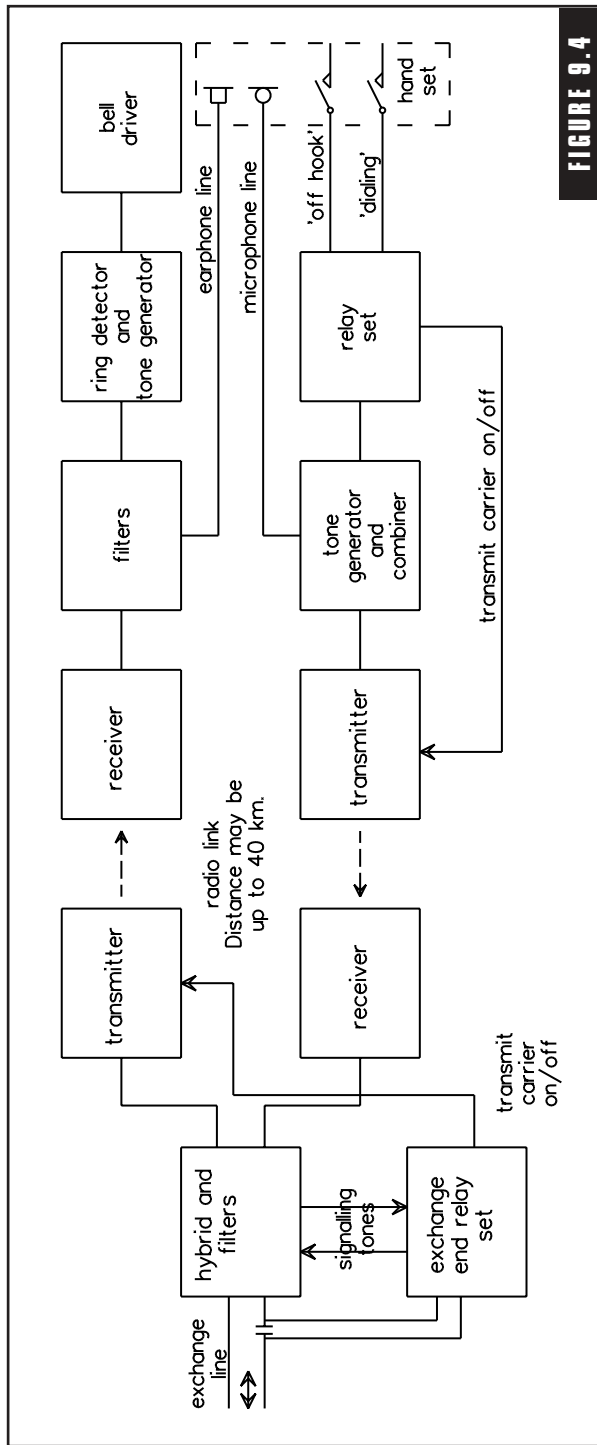 FIGURE 9.4
exchange
line
hybrid and
filters
signalling
tones
exchange
end relay
set
transmit
carrier
on/off
transmitter
receiver
radio link
Distance may be
up to 40 km.
receiver
transmitter
filters
tone
generator
and
combiner
transmit carrier on/off
ring detector
and
tone generator
earphone line
microphone line
relay
set
bell
driver
'off hook'
'dialing'
hand
set